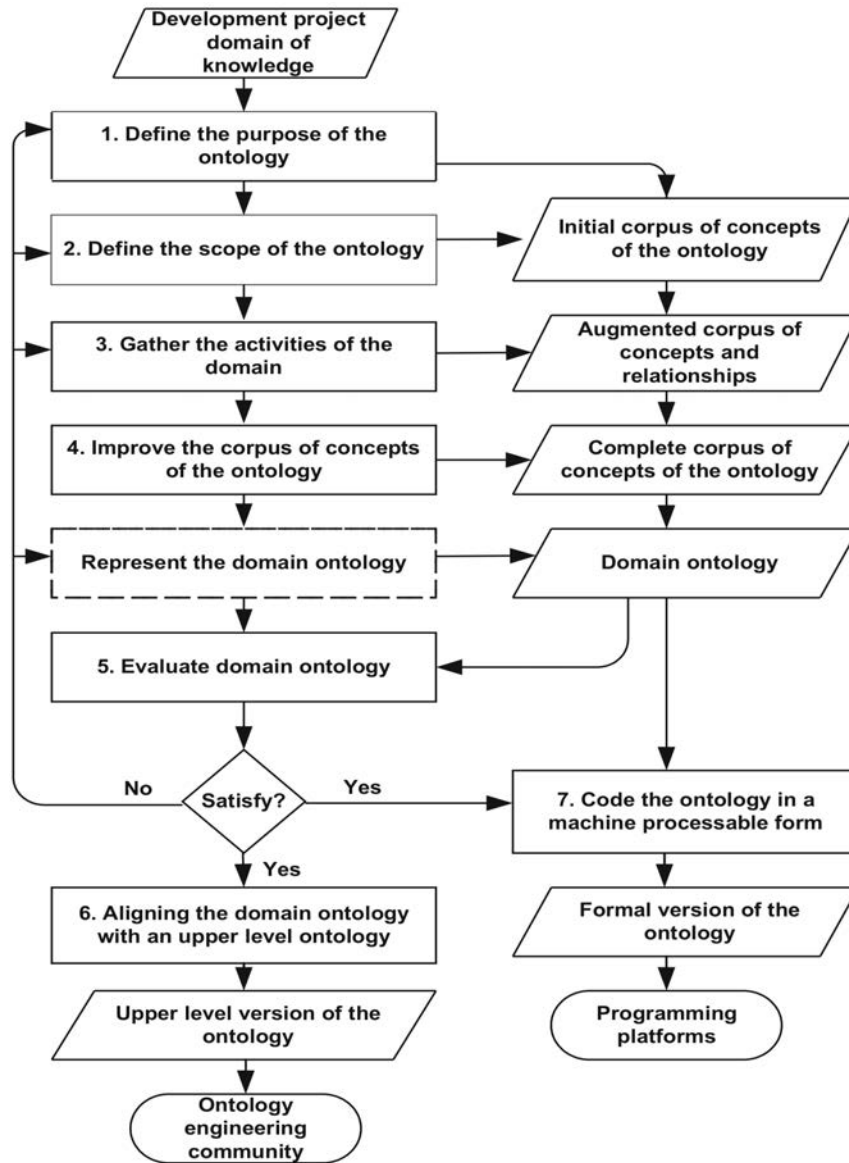 Development project
domain of
knowledge
1. Define the purpose of the
ontology
2. Define the scope of the ontology
Initial corpus of concepts
of the ontology
3. Gather the activities of the
domain
Augmented corpus of
concepts and
relationships
4. Improve the corpus of concepts
of the ontology
Complete corpus of
concepts of the ontology
Represent the domain ontology
Domain ontology
5. Evaluate domain ontology
No
Satisfy?
Yes
7. Code the ontology in a
machine processable form
Yes
6. Aligning the domain ontology
with an upper level ontology
Formal version of the
ontology
Upper level version of the
ontology
Programming
platforms
Ontology
engineering
community